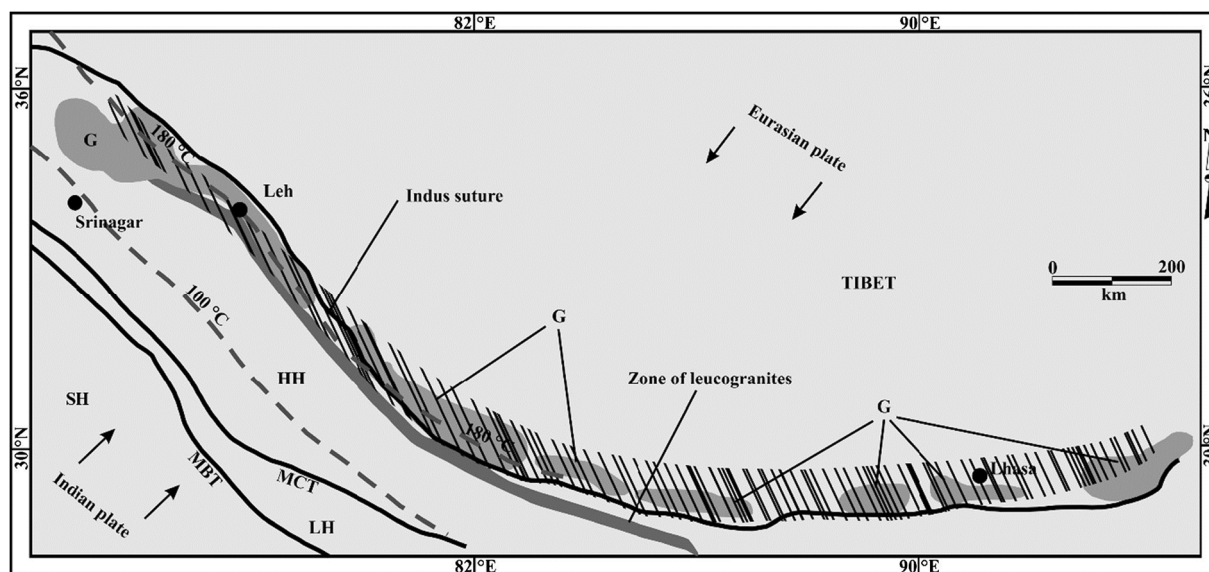 82°E
90°E
36°N
N
180 °C
G
Eurasian plate
Leh
Indus suture
Srinagar
TIBET
0
200
km
100 °C
G
HH
Zone of leucogranites
SH
G
180 °C
30°N
MBT
MCT
Lhasa
Indian plate
LH
82°E
90°E